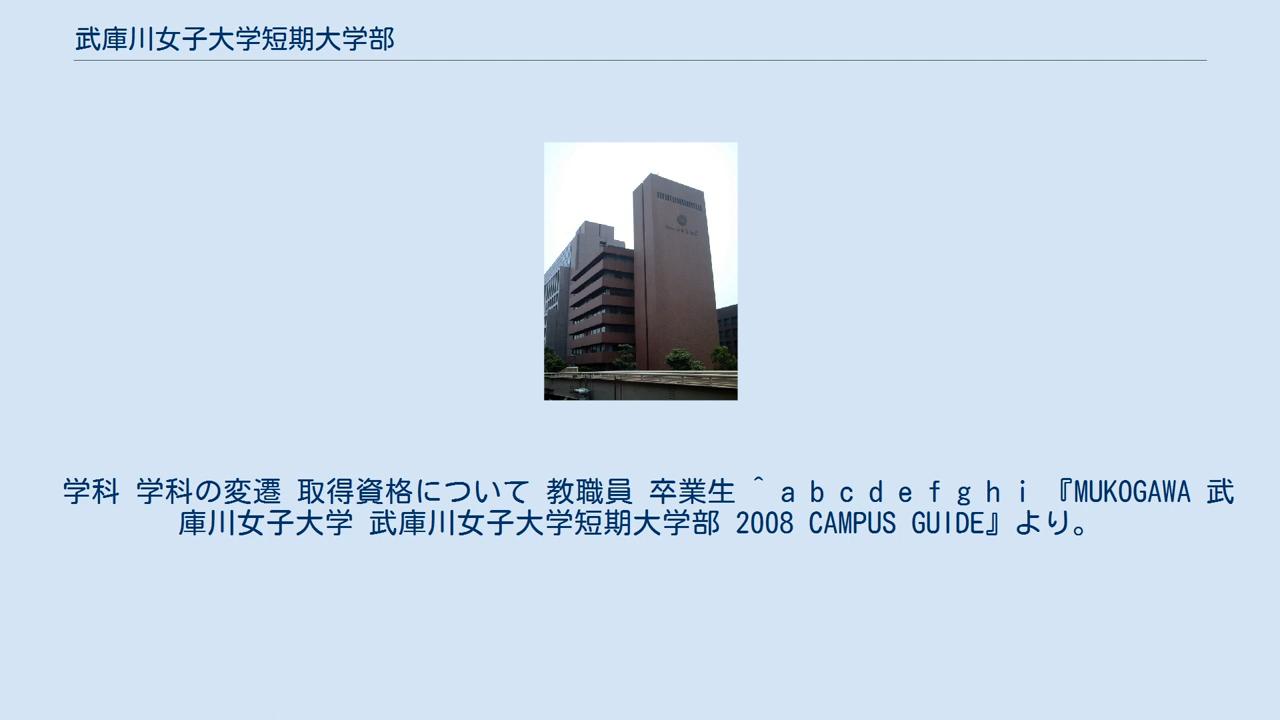 武庫川女子大学短期大学部
学科 学科の変遷 取得資格について 教職員 卒業生 ^ a b c d e f g h i 『MUKOGAWA 武
庫川女子大学 武庫川女子大学短期大学部 2008 CAMPUS GUIDE』より。